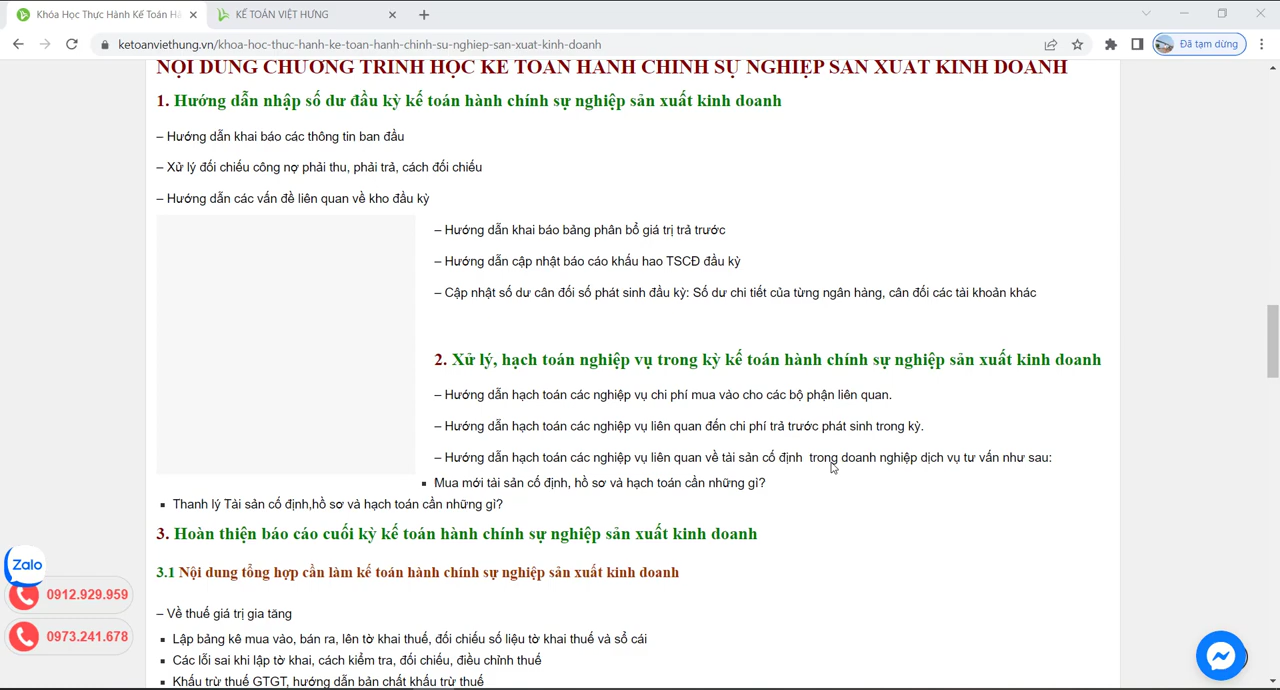 Khóa Học Thực Hành Kế Toán Hà
KẾ TOÁN VIỆT HƯNG
ketoanviethung.vn/khoa-hoc-thuc-hanh-ke-toan-hanh-chinh-su-nghiep-san-xuat-kinh-doanh
Đã tạm dừng
NỘI DUNG CHƯƠNG TRÌNH HỌC KẾ TOÁN HÀNH CHÍNH SỰ NGHIỆP SẢN XUẤT KINH DOANH
1. Hướng dẫn nhập số dư đầu kỳ kế toán hành chính sự nghiệp sản xuất kinh doanh
– Hướng dẫn khai báo các thông tin ban đầu
– Xử lý đối chiếu công nợ phải thu, phải trả, cách đối chiếu
– Hướng dẫn các vấn đề liên quan về kho đầu kỳ
– Hướng dẫn khai báo bảng phân bổ giá trị trả trước
– Hướng dẫn cập nhật báo cáo khấu hao TSCĐ đầu kỳ
– Cập nhật số dư cân đối số phát sinh đầu kỳ: Số dư chi tiết của từng ngân hàng, cân đối các tài khoản khác
2. Xử lý, hạch toán nghiệp vụ trong kỳ kế toán hành chính sự nghiệp sản xuất kinh doanh
– Hướng dẫn hạch toán các nghiệp vụ chi phí mua vào cho các bộ phận liên quan.
– Hướng dẫn hạch toán các nghiệp vụ liên quan đến chi phí trả trước phát sinh trong kỳ.
– Hướng dẫn hạch toán các nghiệp vụ liên quan về tài sản cố định trong doanh nghiệp dịch vụ tư vấn như sau:
▪ Mua mới tài sản cố định, hồ sơ và hạch toán cần những gì?
▪ Thanh lý Tài sản cố định,hồ sơ và hạch toán cần những gì?
3. Hoàn thiện báo cáo cuối kỳ kế toán hành chính sự nghiệp sản xuất kinh doanh
3.1 Nội dung tổng hợp cần làm kế toán hành chính sự nghiệp sản xuất kinh doanh
Zalo
0912.929.959
– Về thuế giá trị gia tăng
0973.241.678
▪ Lập bảng kê mua vào, bán ra, lên tờ khai thuế, đối chiếu số liệu tờ khai thuế và sổ cái
▪ Các lỗi sai khi lập tờ khai, cách kiểm tra, đối chiếu, điều chỉnh thuế
▪ Khấu trừ thuế GTGT, hướng dẫn bản chất khấu trừ thuế